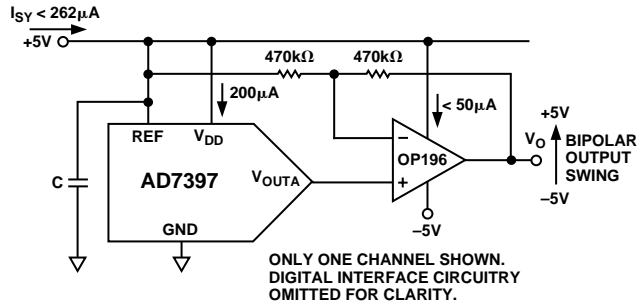 I_SY < 262µA
+5V
470kΩ 470kΩ
200µA
< 50µA
REF V_DD
C
AD7397
V_OUTA
GND
−
+
OP196
−5V
V_O
+5V
BIPOLAR
OUTPUT
SWING
−5V
ONLY ONE CHANNEL SHOWN.
DIGITAL INTERFACE CIRCUITRY
OMITTED FOR CLARITY.